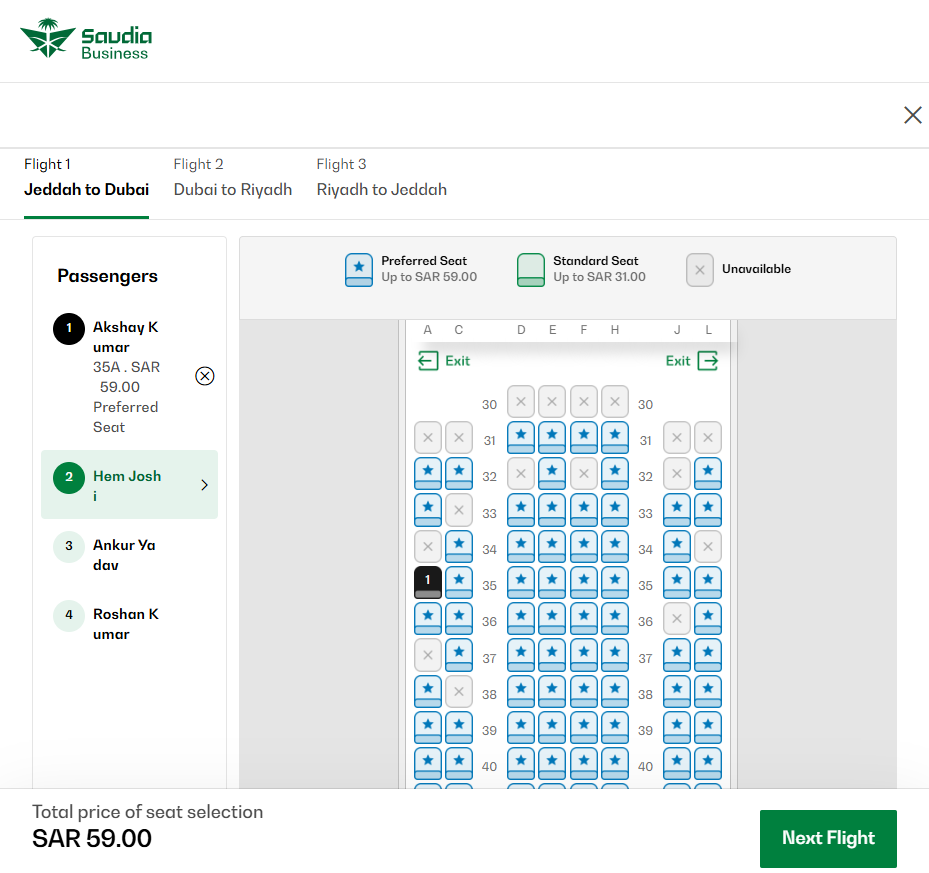 Saudia
Business
Flight 1
Jeddah to Dubai
Flight 2
Dubai to Riyadh
Flight 3
Riyadh to Jeddah
Passengers
1
Akshay K
umar
35A . SAR
59.00
Preferred
Seat
2
Hem Josh
i
3
Ankur Ya
dav
4
Roshan K
umar
Preferred Seat
Up to SAR 59.00
Standard Seat
Up to SAR 31.00
Unavailable
A C D E F H J L
Exit Exit
30 30
31 31
32 32
33 33
34 34
1 35 35
36 36
37 37
38 38
39 39
40 40
Total price of seat selection
SAR 59.00
Next Flight